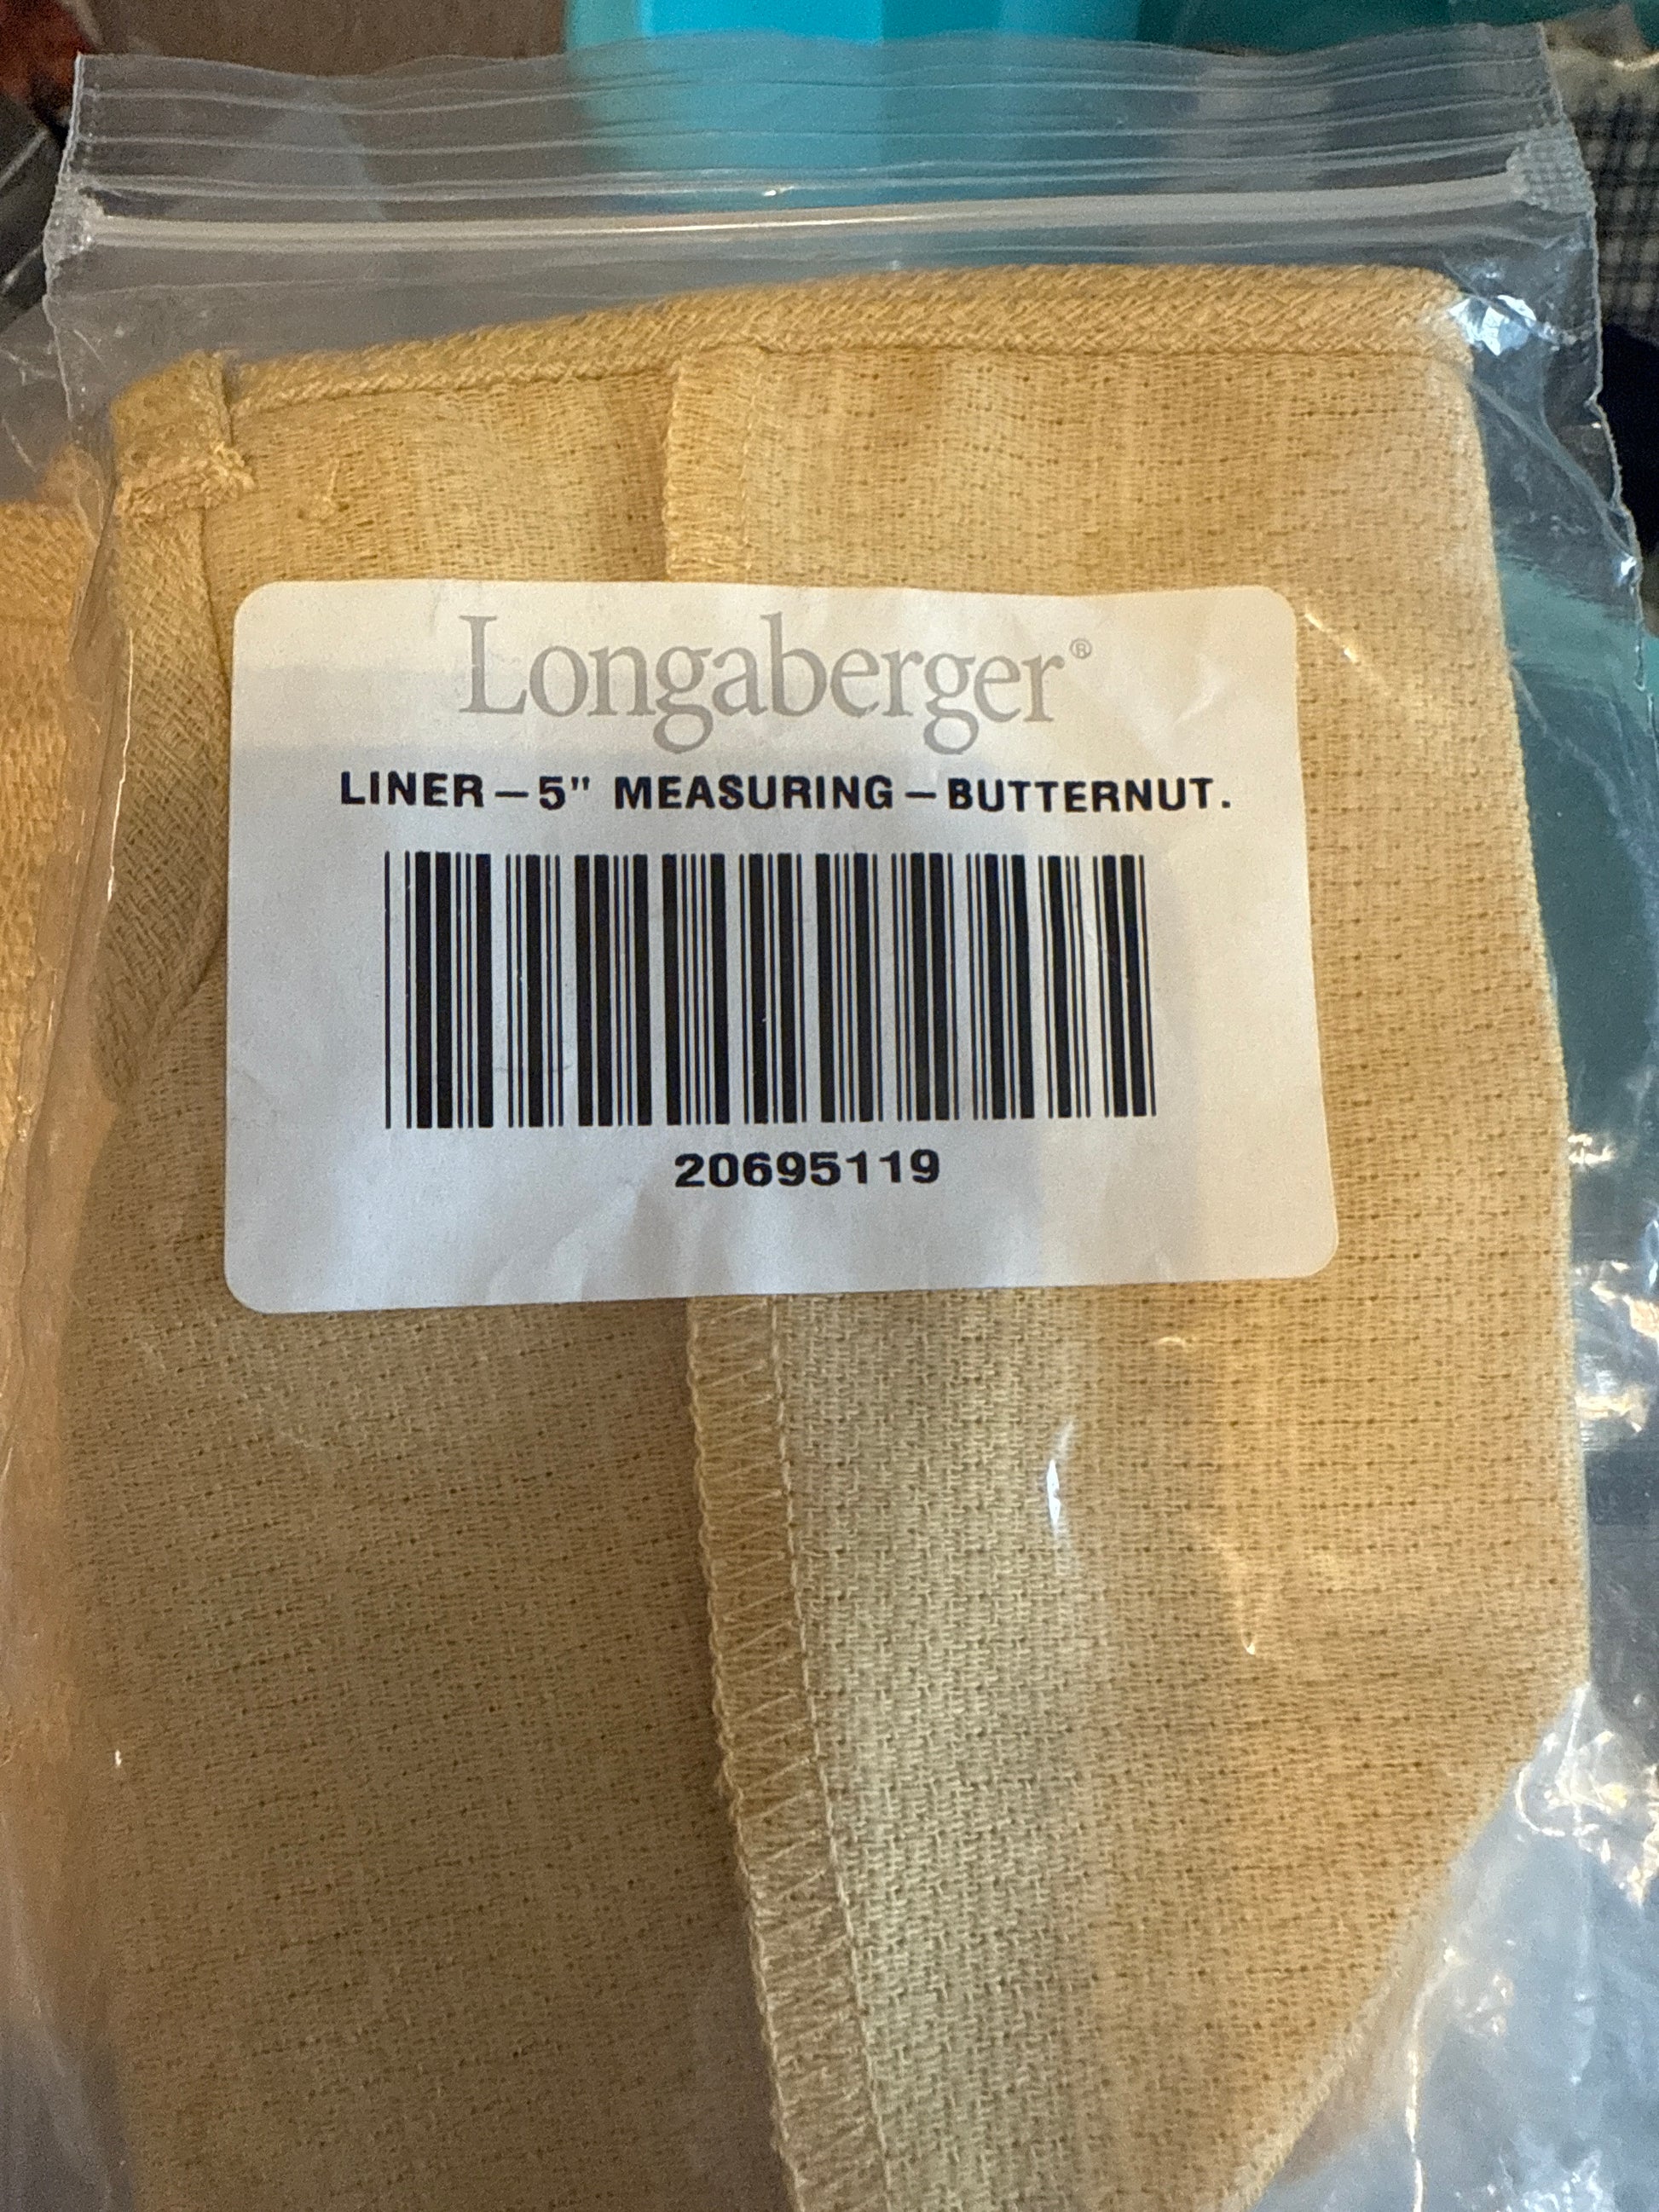 Longaberger®
LINER–5" MEASURING–BUTTERNUT.
20695119